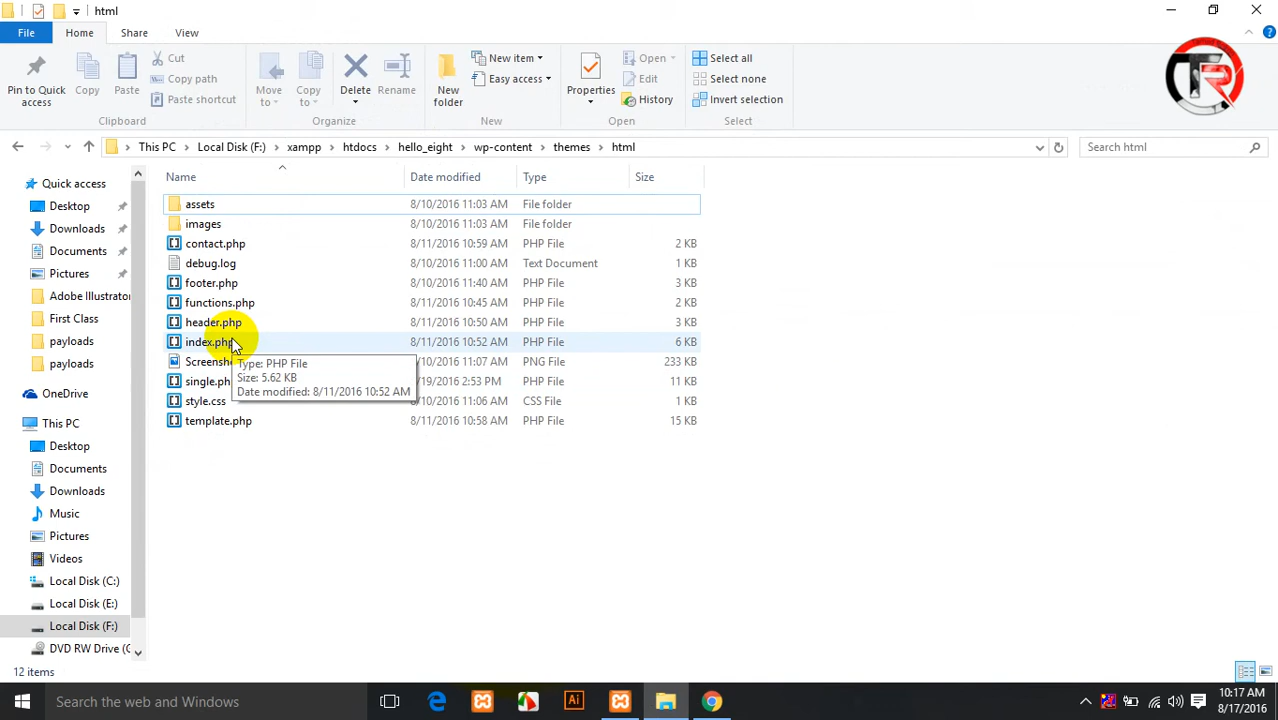 html
File
Home
Share
View
Pin to Quick access
Copy
Paste
Cut
Copy path
Paste shortcut
Clipboard
Move to
Copy to
Delete
Rename
Organize
New folder
New item
Easy access
New
Properties
Open
Edit
History
Open
Select all
Select none
Invert selection
Select
TR
This PC > Local Disk (F:) > xampp > htdocs > hello_eight > wp-content > themes > html
Search html
Quick access
Desktop
Downloads
Documents
Pictures
Adobe Illustrator
First Class
payloads
payloads
OneDrive
This PC
Desktop
Documents
Downloads
Music
Pictures
Videos
Local Disk (C:)
Local Disk (E:)
Local Disk (F:)
DVD RW Drive (
Name Date modified Type Size
assets 8/10/2016 11:03 AM File folder
images 8/10/2016 11:03 AM File folder
contact.php 8/11/2016 10:59 AM PHP File 2 KB
debug.log 8/10/2016 11:00 AM Text Document 1 KB
footer.php 8/10/2016 11:40 AM PHP File 3 KB
functions.php 8/11/2016 10:45 AM PHP File 2 KB
header.php 8/11/2016 10:50 AM PHP File 3 KB
index.php 8/11/2016 10:52 AM PHP File 6 KB
Screensh /10/2016 11:07 AM PNG File 233 KB
single.ph /19/2016 2:53 PM PHP File 11 KB
style.css /10/2016 11:06 AM CSS File 1 KB
template.php 8/11/2016 10:58 AM PHP File 15 KB
Type: PHP File
Size: 5.62 KB
Date modified: 8/11/2016 10:52 AM
12 items
Search the web and Windows
Ai
10:17 AM
8/17/2016